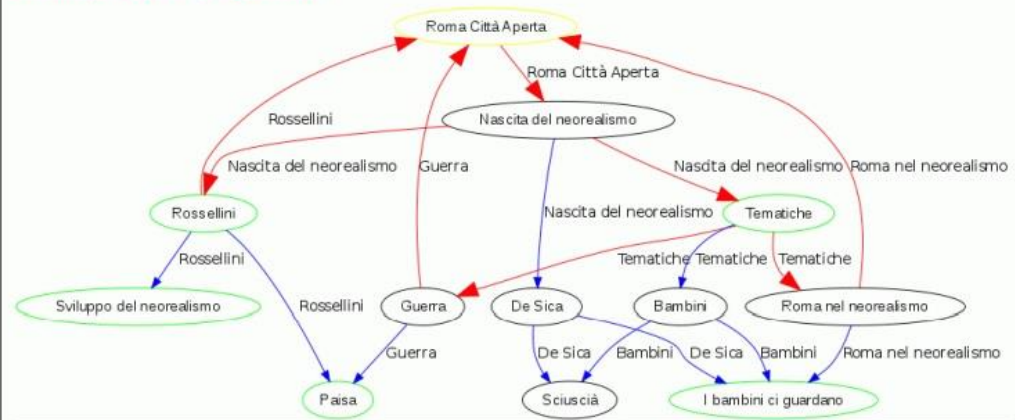 Roma Città Aperta
Roma Città Aperta
Nascita del neorealismo
Rossellini
Nascita del neorealismo
Guerra
Nascita del neorealismo
Roma nel neorealismo
Rossellini
Nascita del neorealismo
Tematiche
Rossellini
Tematiche
Tematiche
Tematiche
Sviluppo del neorealismo
Rossellini
Guerra
De Sica
Bambini
Roma nel neorealismo
Guerra
De Sica
Bambini
De Sica
Bambini
Roma nel neorealismo
Paisa
Sciuscià
I bambini ci guardano